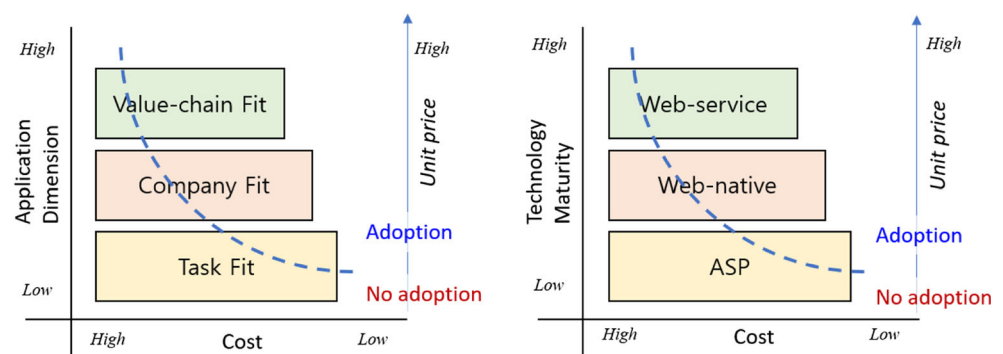 High
Application
Dimension
Low
Value-chain Fit
Company Fit
Task Fit
High
Unit price
Adoption
No adoption
High
Cost
Low
High
Technology
Maturity
Low
Web-service
Web-native
ASP
High
Unit price
Adoption
No adoption
High
Cost
Low